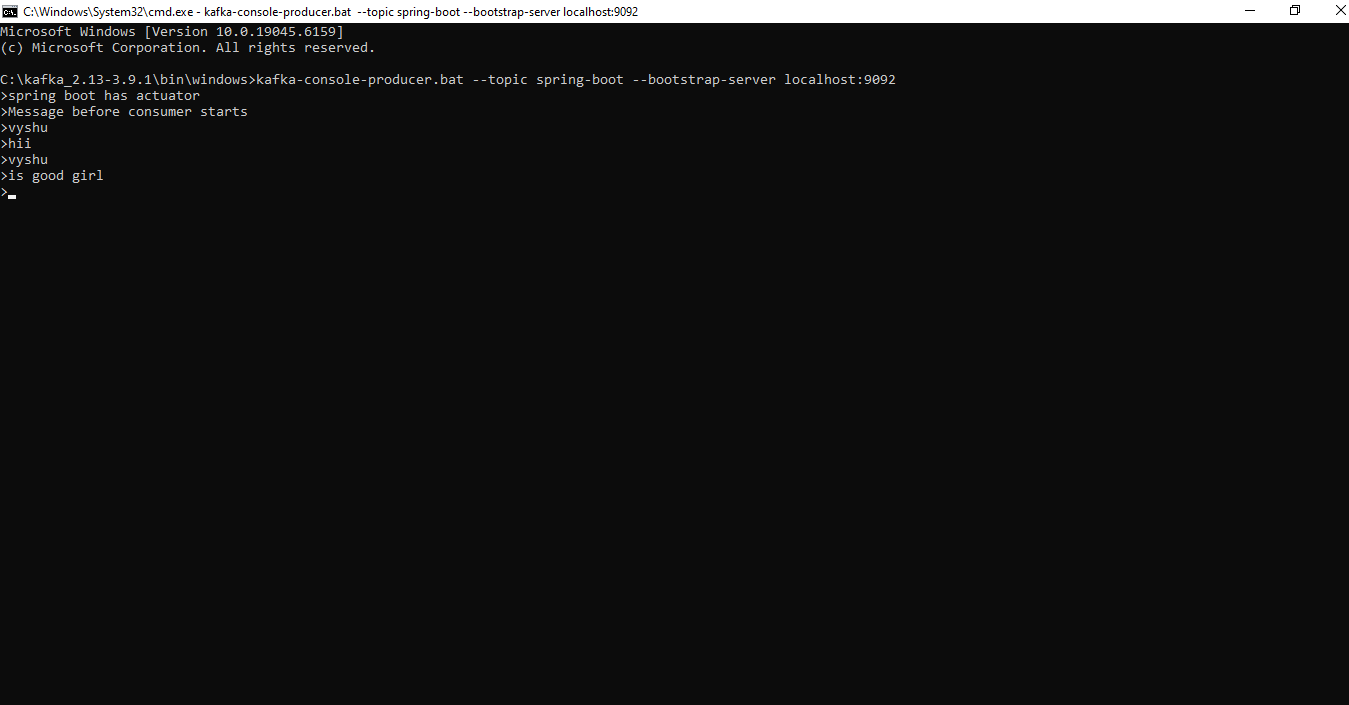 C:\Windows\System32\cmd.exe - kafka-console-producer.bat  --topic spring-boot --bootstrap-server localhost:9092
Microsoft Windows [Version 10.0.19045.6159]
(c) Microsoft Corporation. All rights reserved.
C:\kafka_2.13-3.9.1\bin\windows>kafka-console-producer.bat --topic spring-boot --bootstrap-server localhost:9092
>spring boot has actuator
>Message before consumer starts
>vyshu
>hii
>vyshu
>is good girl
>